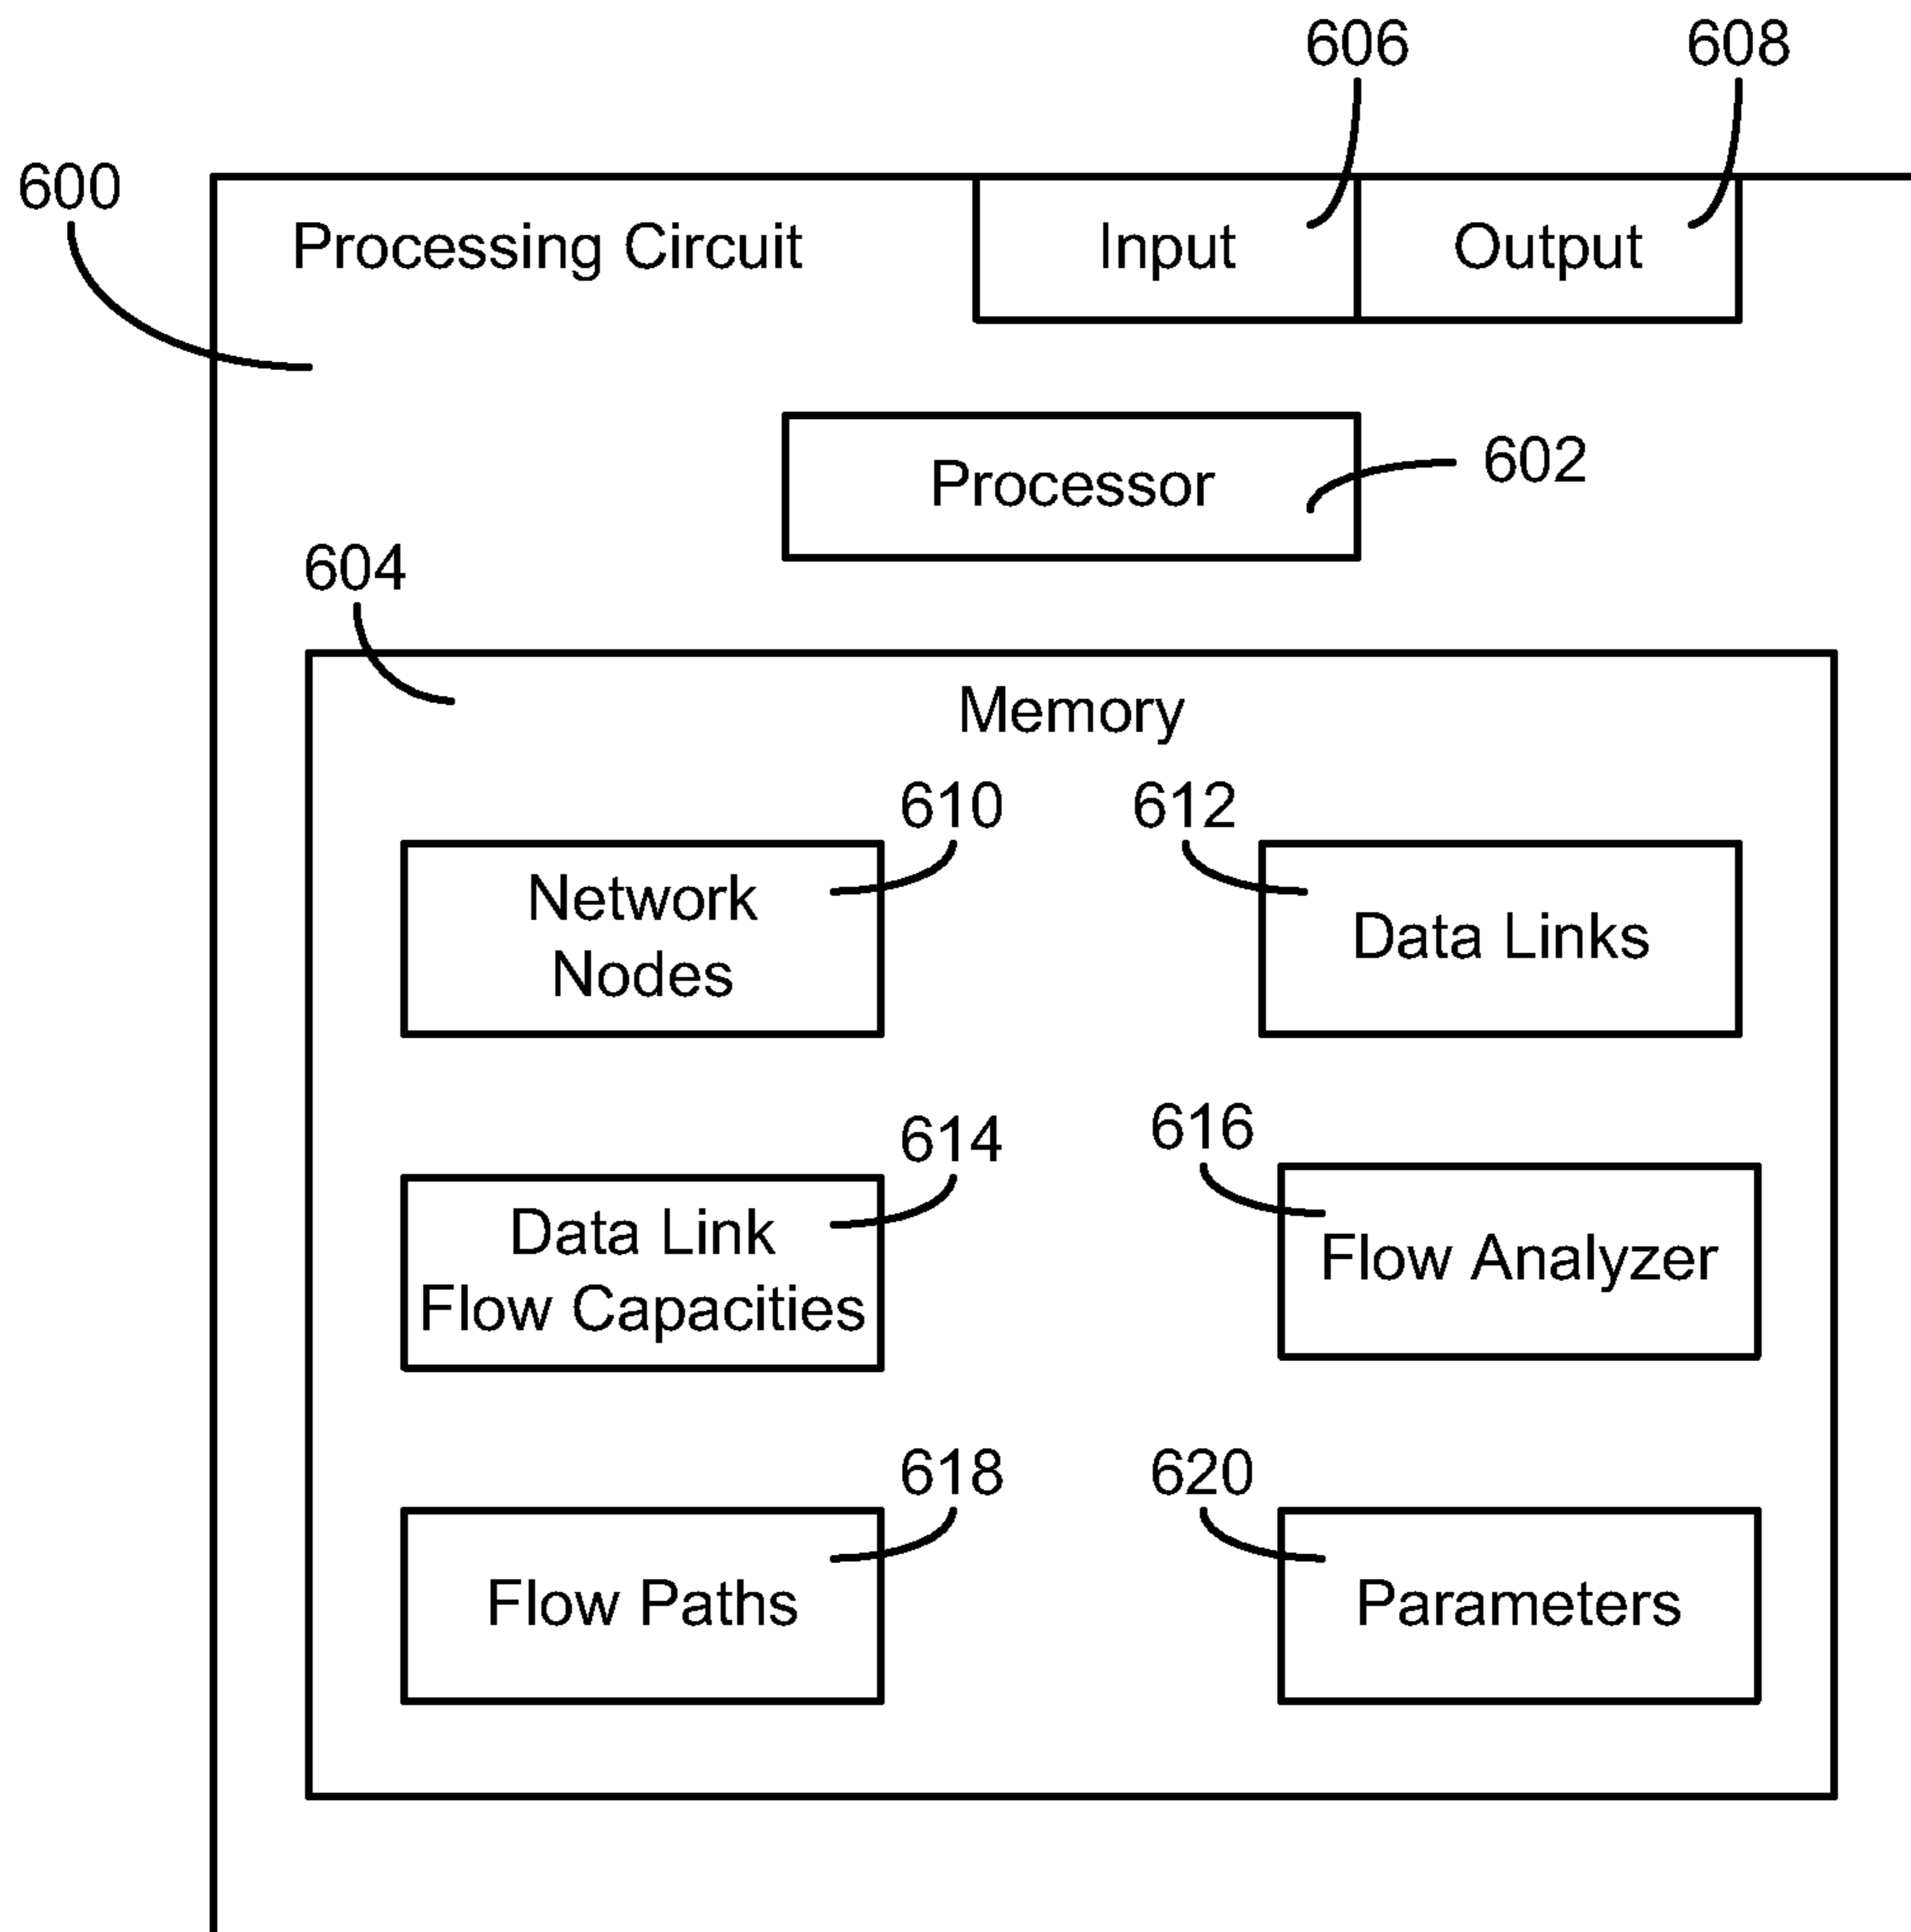 606
608
600
Processing Circuit
Input
Output
Processor
602
604
Memory
610
612
Network
Nodes
Data Links
614
616
Data Link
Flow Capacities
Flow Analyzer
618
620
Flow Paths
Parameters